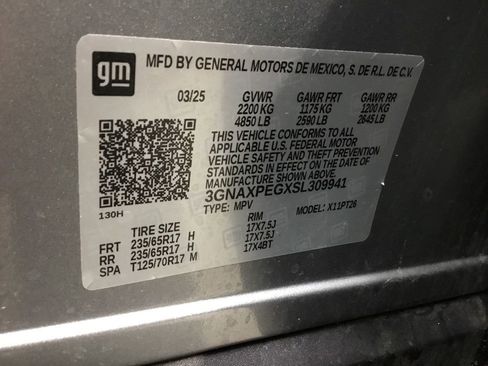 gm
MFD BY GENERAL MOTORS DE MEXICO, S. DE R.L. DE C.V.
03/25 GVWR GAWR FRT GAWR RR
2200 KG 1175 KG 1200 KG
4850 LB 2590 LB 2645 LB
THIS VEHICLE CONFORMS TO ALL
APPLICABLE U.S. FEDERAL MOTOR
VEHICLE SAFETY AND THEFT PREVENTION
STANDARDS IN EFFECT ON THE DATE OF
MANUFACTURE SHOWN ABOVE.
3GNAXPEGXSL309941
TYPE: MPV MODEL: X11PT26
130H
TIRE SIZE RIM
FRT 235/65R17 H 17X7.5J
RR 235/65R17 H 17X7.5J
SPA T125/70R17 M 17X4BT